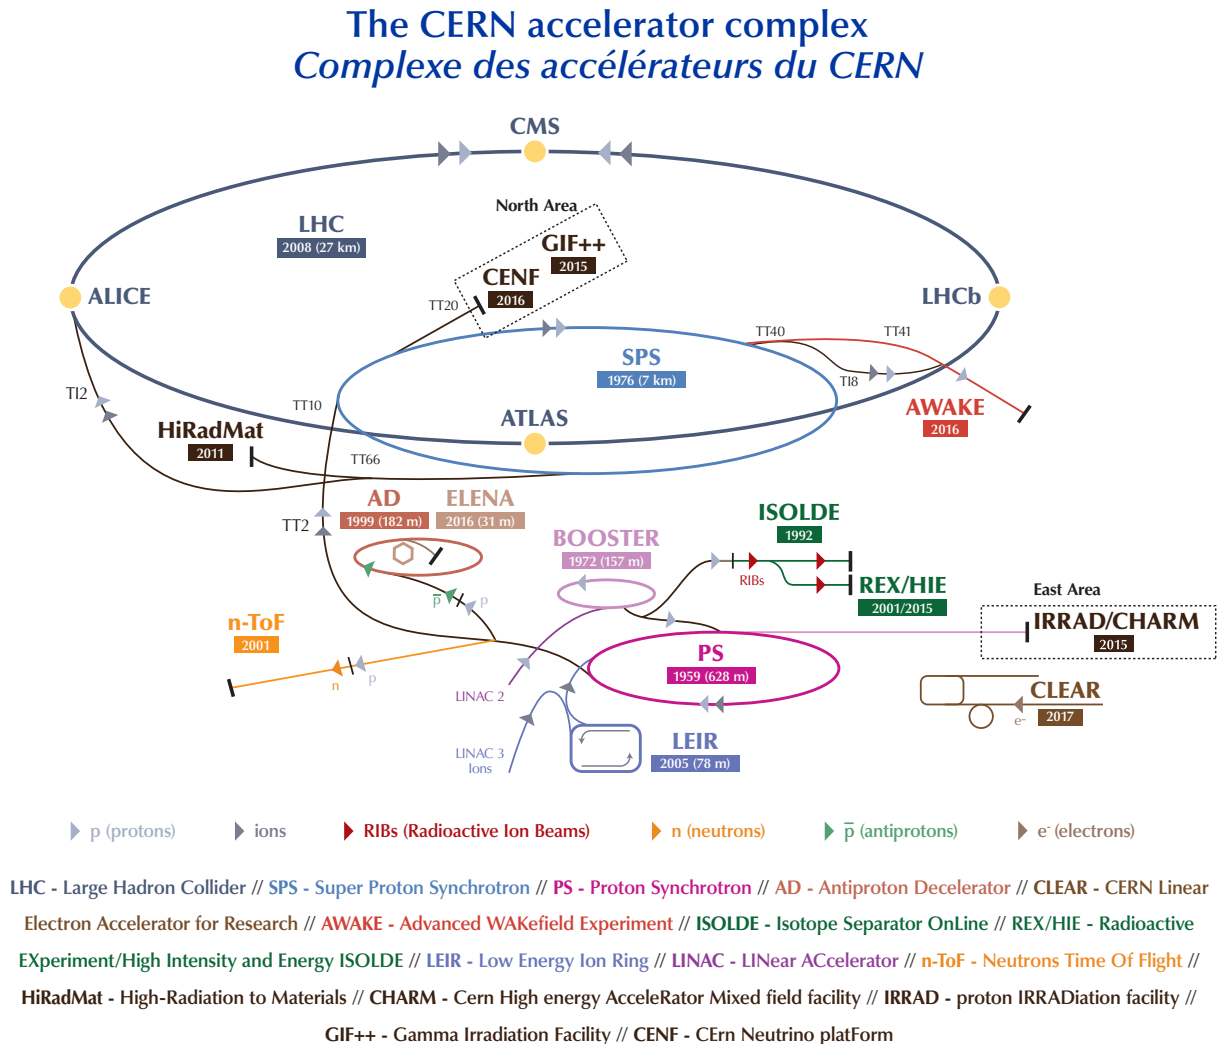 The CERN accelerator complex
Complexe des accélérateurs du CERN
CMS
North Area
LHC
2008 (27 km)
GIF++
2015
CENF
2016
ALICE
LHCb
TT20
TT40
TT41
SPS
1976 (7 km)
TI8
TI2
TT10
AWAKE
2016
ATLAS
HiRadMat
2011
TT66
AD
1999 (182 m)
ELENA
2016 (31 m)
TT2
ISOLDE
1992
BOOSTER
1972 (157 m)
RIBs
REX/HIE
2001/2015
East Area
p̅
p
n-ToF
2001
IRRAD/CHARM
2015
PS
1959 (628 m)
n
p
LINAC 2
CLEAR
2017
e-
LEIR
2005 (78 m)
LINAC 3
Ions
p (protons)
ions
RIBs (Radioactive Ion Beams)
n (neutrons)
p̅ (antiprotons)
e- (electrons)
LHC - Large Hadron Collider // SPS - Super Proton Synchrotron // PS - Proton Synchrotron // AD - Antiproton Decelerator // CLEAR - CERN Linear
Electron Accelerator for Research // AWAKE - Advanced WAKefield Experiment // ISOLDE - Isotope Separator OnLine // REX/HIE - Radioactive
EXperiment/High Intensity and Energy ISOLDE // LEIR - Low Energy Ion Ring // LINAC - LINear ACcelerator // n-ToF - Neutrons Time Of Flight //
HiRadMat - High-Radiation to Materials // CHARM - Cern High energy AcceleRator Mixed field facility // IRRAD - proton IRRADiation facility //
GIF++ - Gamma Irradiation Facility // CENF - CErn Neutrino platForm